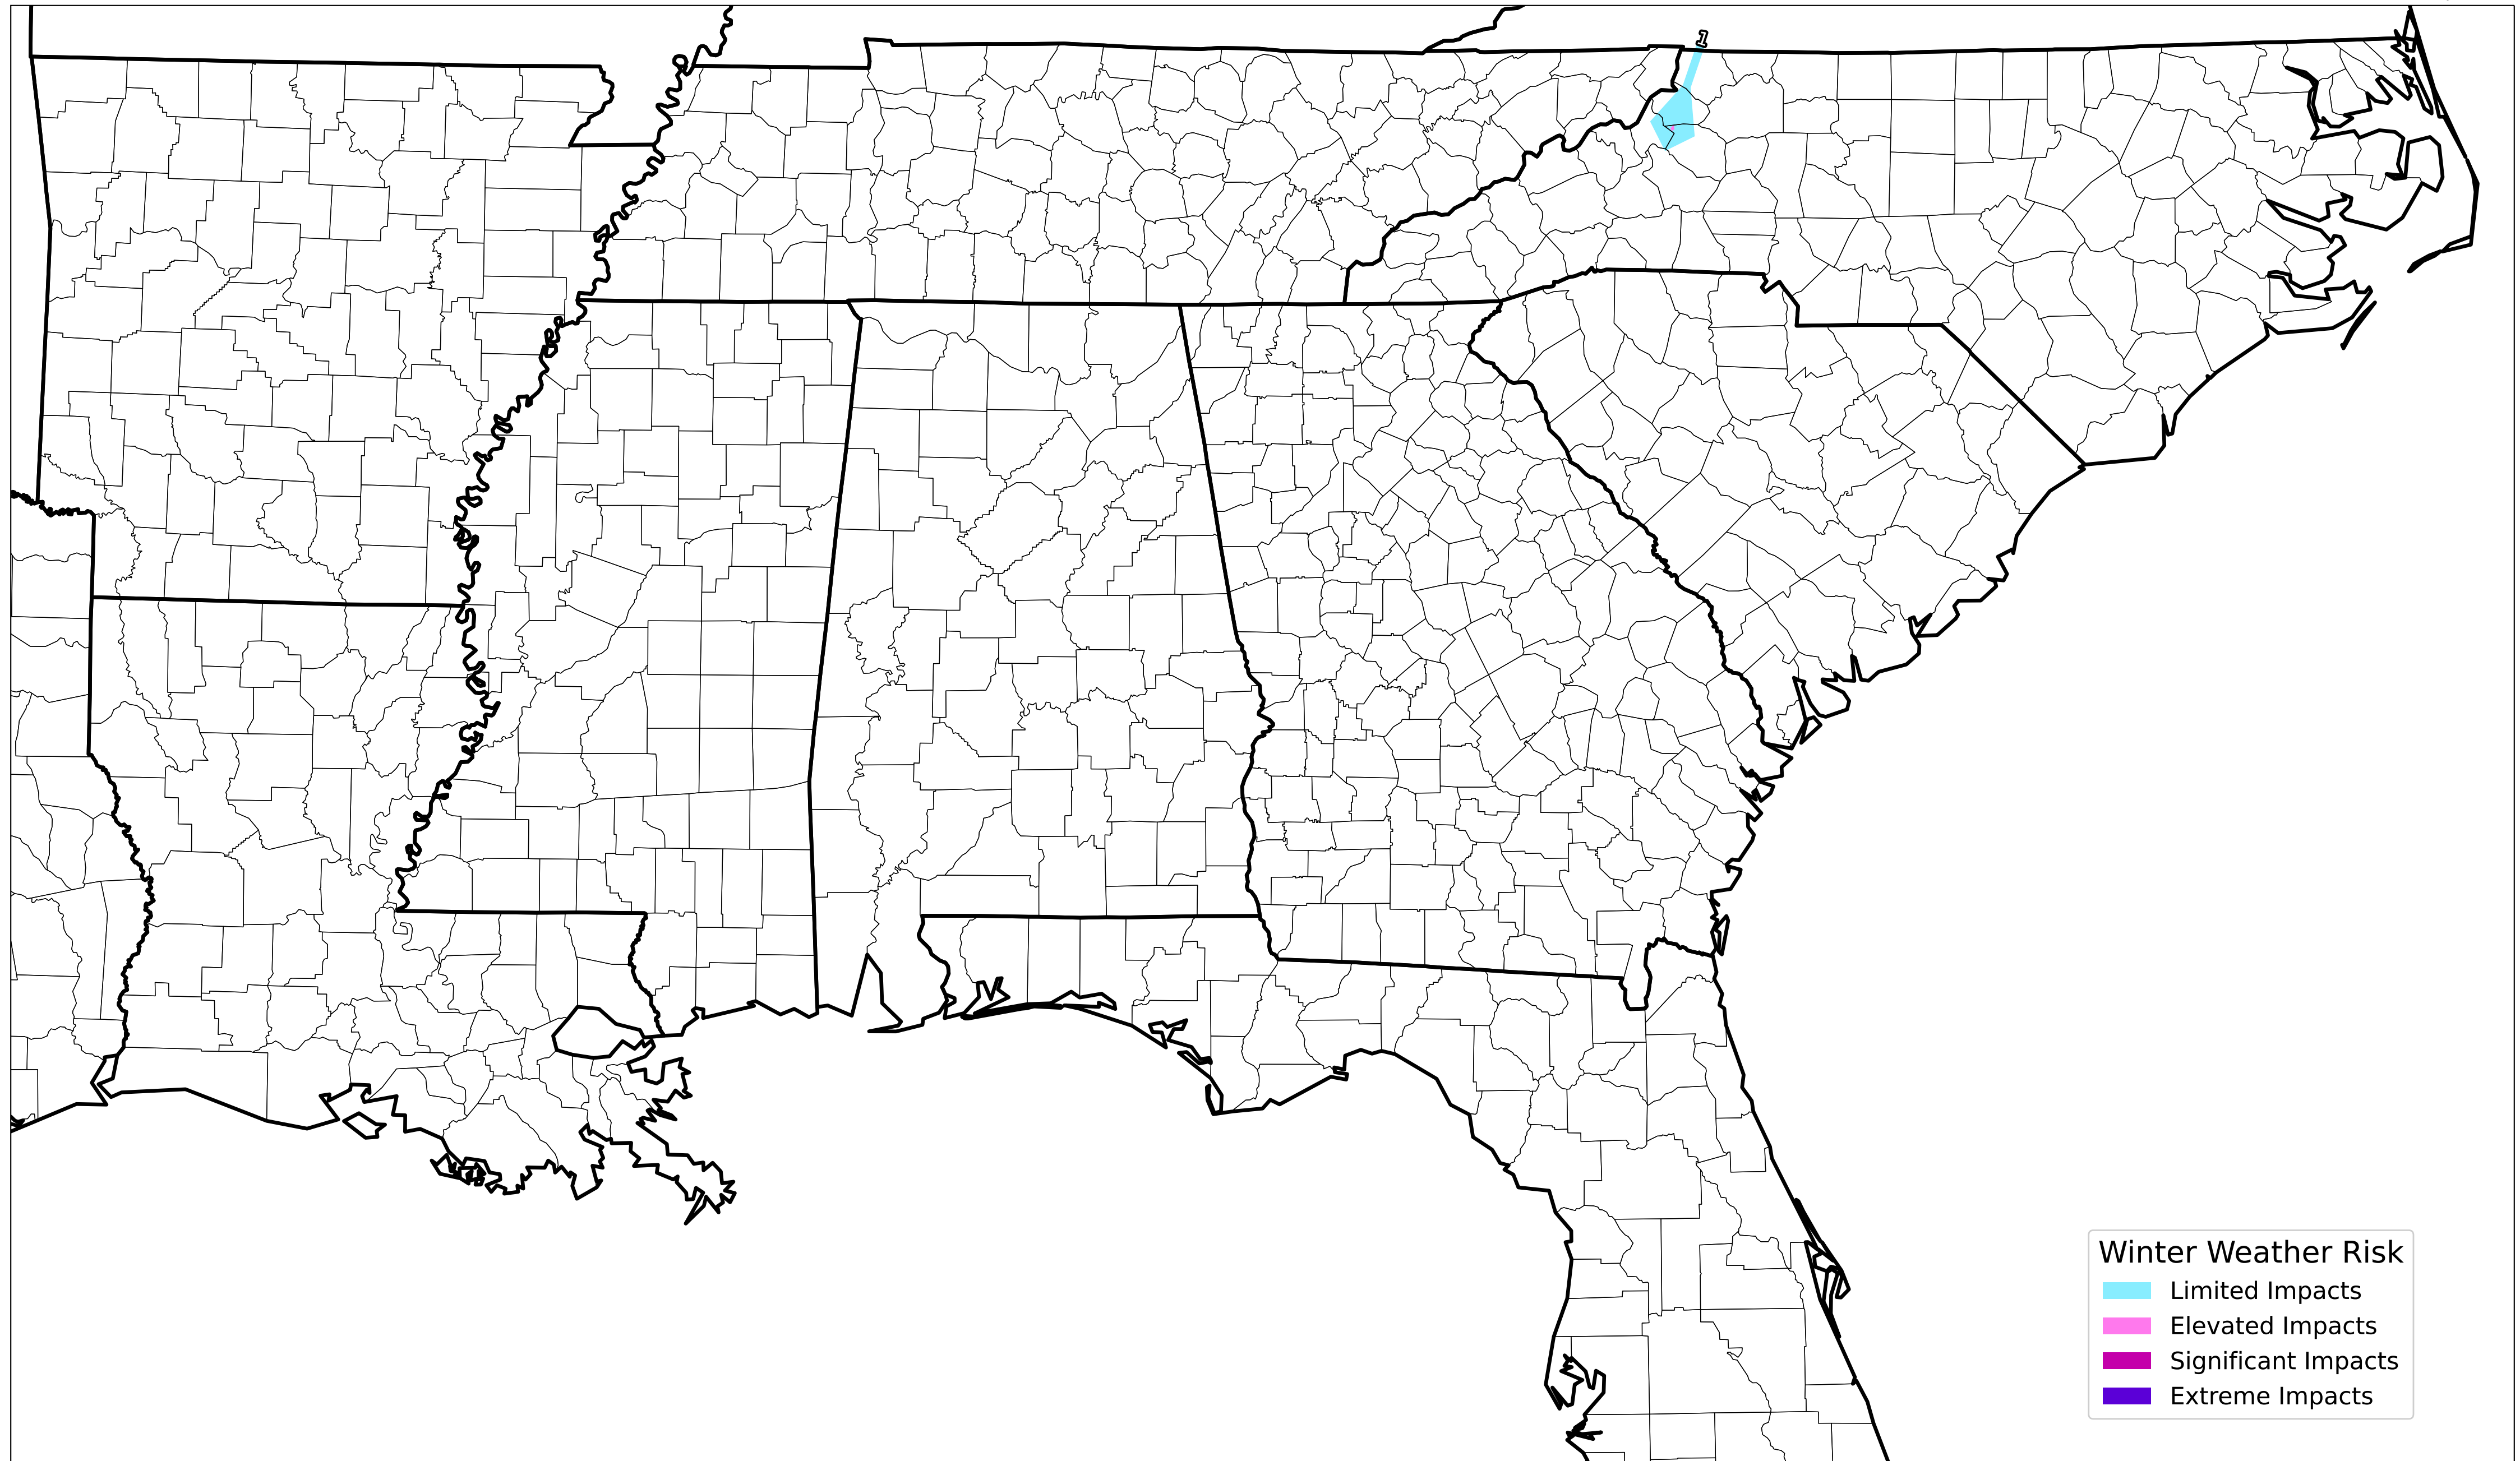 1
Winter Weather Risk
Limited Impacts
Elevated Impacts
Significant Impacts
Extreme Impacts